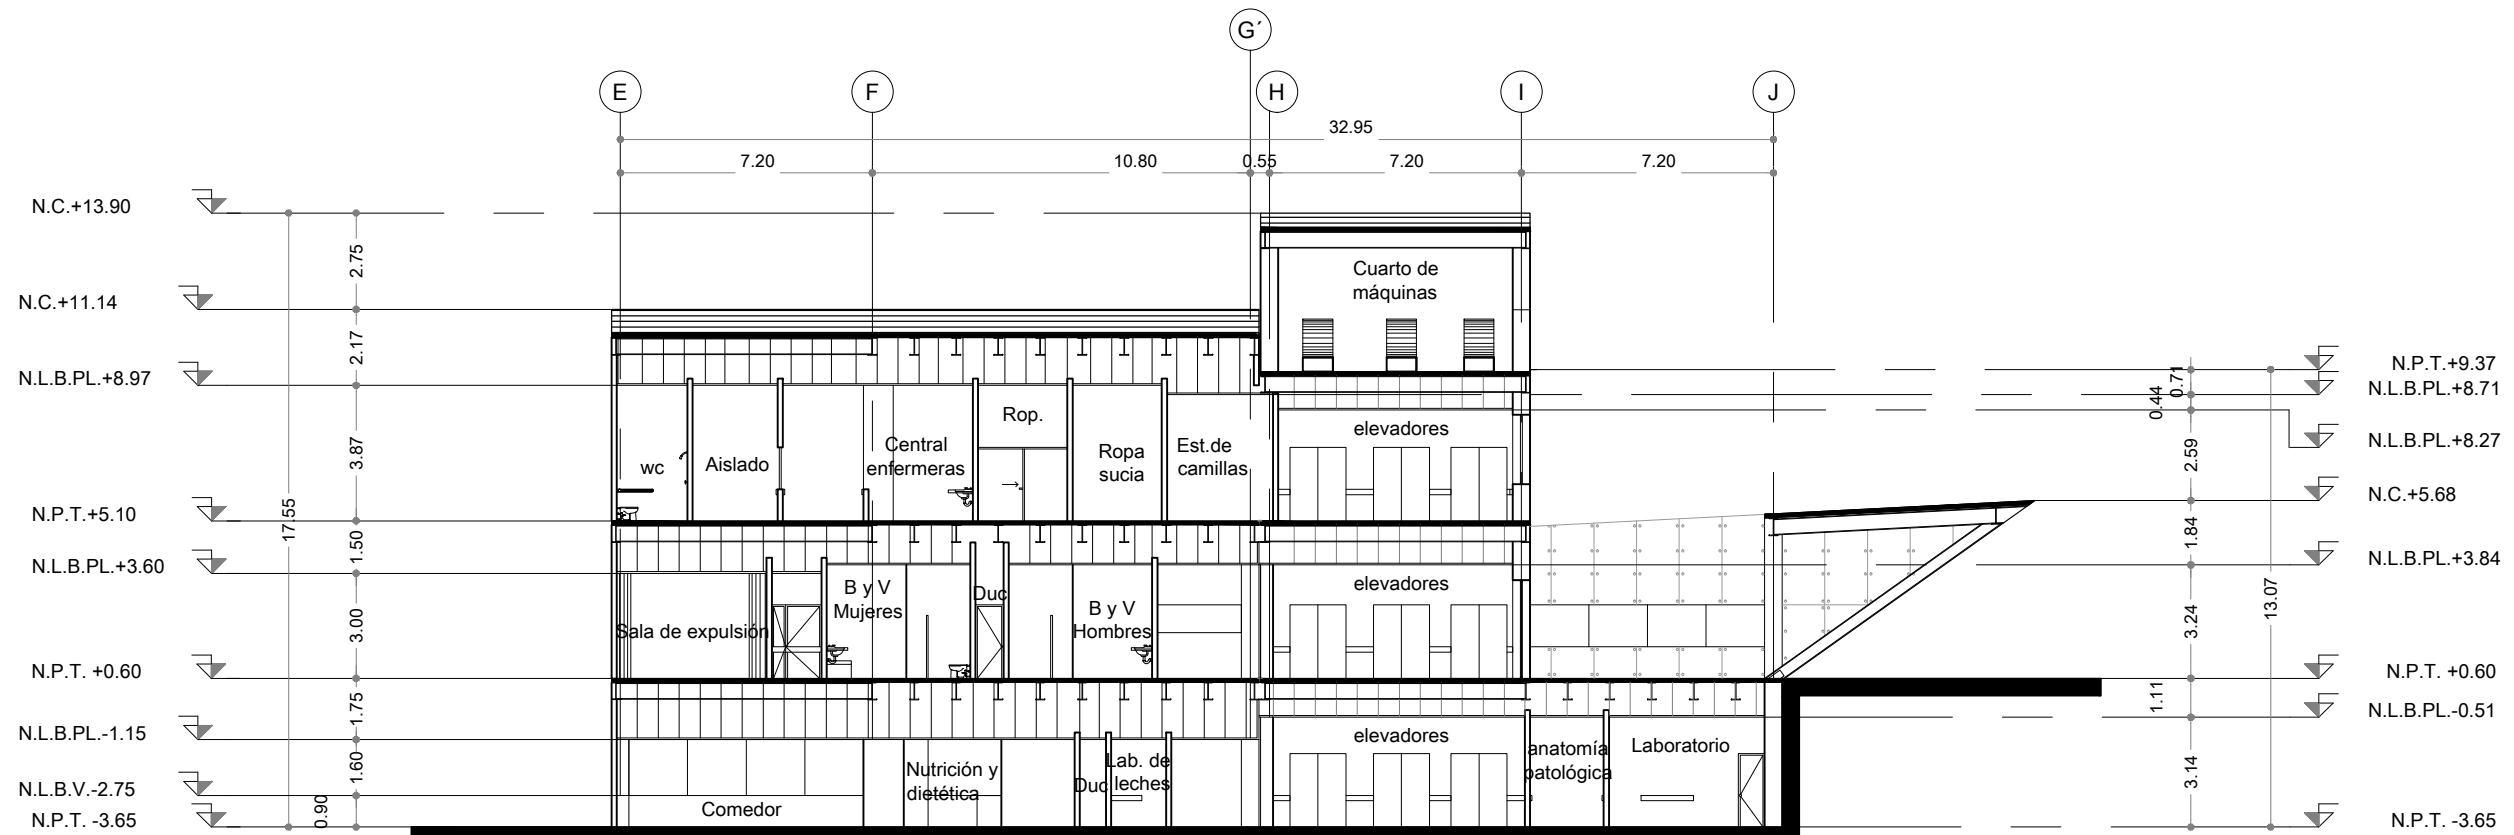 G´
E
F
H
I
J
32.95
7.20
10.80
0.55
7.20
7.20
N.C.+13.90
2.75
N.C.+11.14
2.17
N.L.B.PL.+8.97
3.87
N.P.T.+5.10
17.55
1.50
N.L.B.PL.+3.60
3.00
N.P.T. +0.60
1.75
N.L.B.PL.-1.15
1.60
N.L.B.V.-2.75
0.90
N.P.T. -3.65
Cuarto de
máquinas
wc
Aislado
Central
enfermeras
Rop.
Ropa
sucia
Est.de
camillas
elevadores
Sala de expulsión
B y V
Mujeres
Duc
B y V
Hombres
elevadores
Comedor
Nutrición y
dietética
Duc
Lab. de
leches
elevadores
anatomía
patológica
Laboratorio
N.P.T.+9.37
0.71
N.L.B.PL.+8.71
0.44
N.L.B.PL.+8.27
2.59
N.C.+5.68
1.84
N.L.B.PL.+3.84
13.07
3.24
N.P.T. +0.60
1.11
N.L.B.PL.-0.51
3.14
N.P.T. -3.65